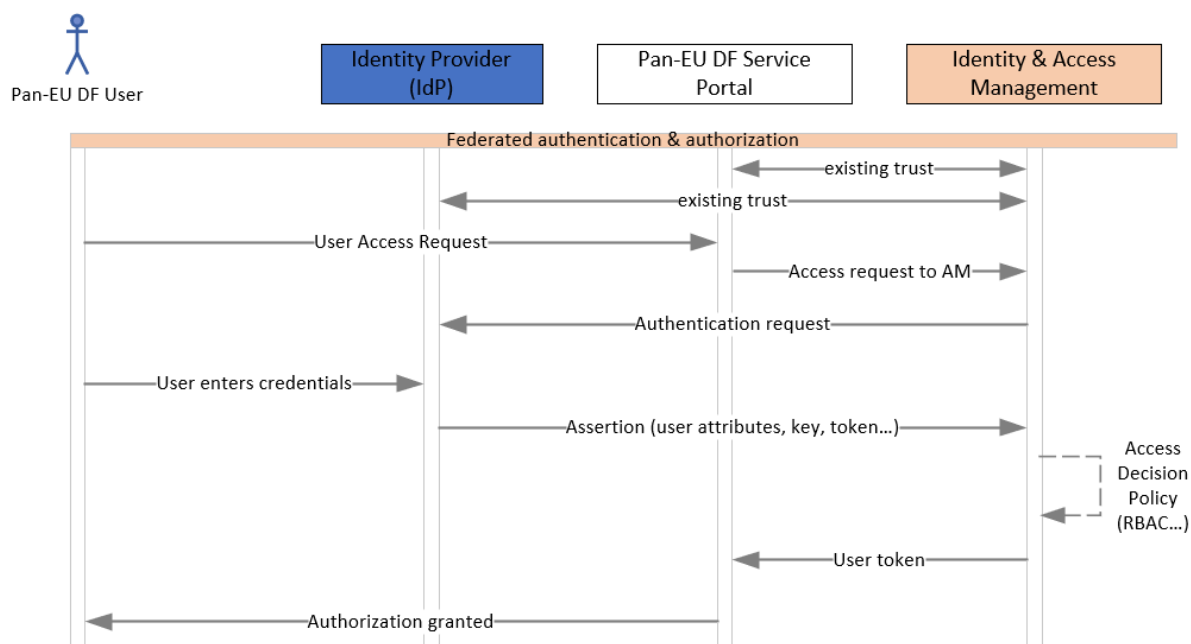 Pan-EU DF User
Identity Provider
(IdP)
Pan-EU DF Service
Portal
Identity & Access
Management
Federated authentication & authorization
existing trust
existing trust
User Access Request
Access request to AM
Authentication request
User enters credentials
Assertion (user attributes, key, token…)
Access
Decision
Policy
(RBAC…)
User token
Authorization granted